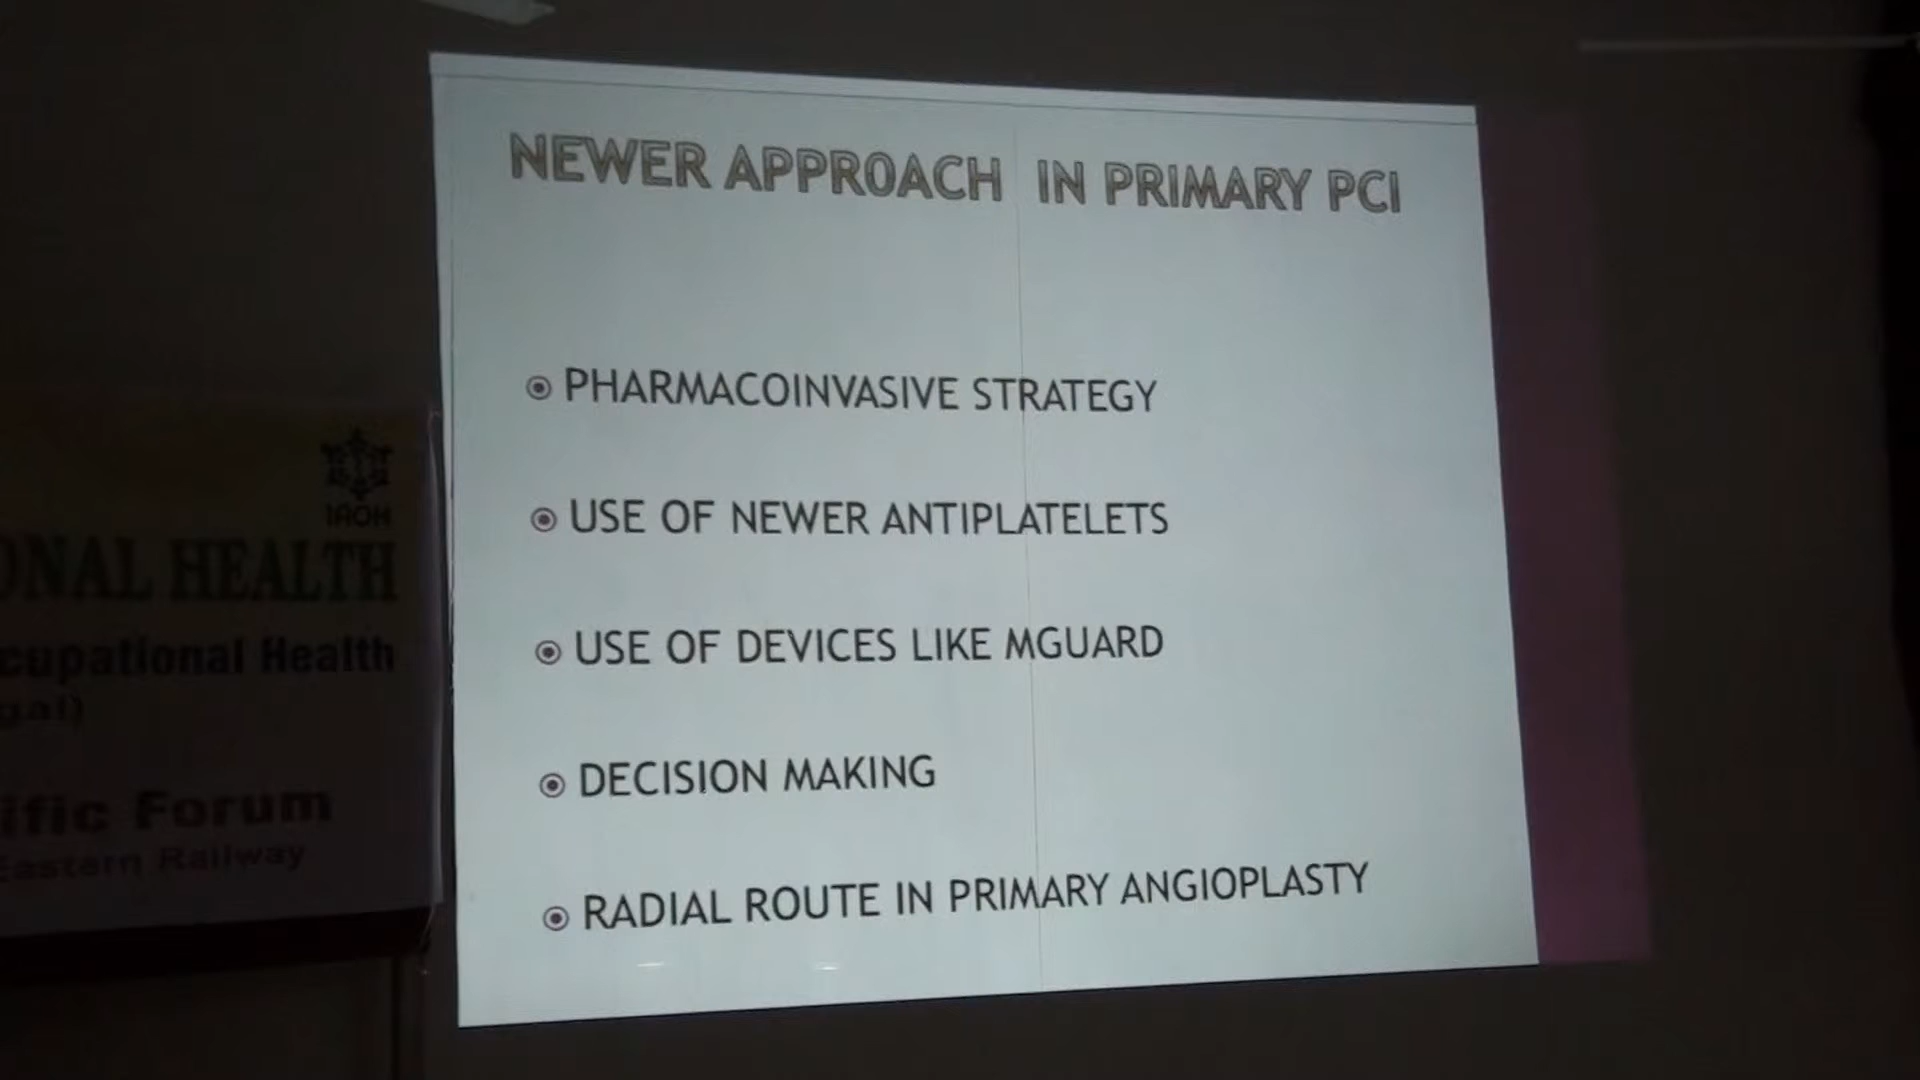 NEWER APPROACH IN PRIMARY PCI
PHARMACOINVASIVE STRATEGY
USE OF NEWER ANTIPLATELETS
USE OF DEVICES LIKE MGUARD
DECISION MAKING
RADIAL ROUTE IN PRIMARY ANGIOPLASTY
IAOH
ONAL HEALTH
cupational Health
gal)
ific Forum
Eastern Railway